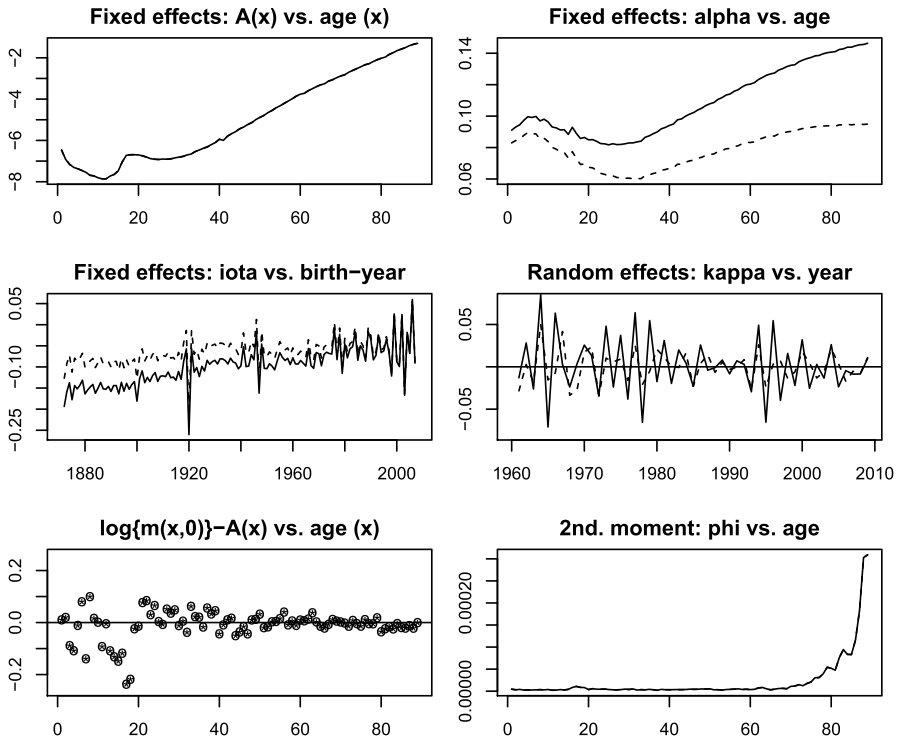 Fixed effects: A(x) vs. age (x)
−2
−4
−6
−8
0 20 40 60 80
Fixed effects: alpha vs. age
0.14
0.10
0.06
0 20 40 60 80
Fixed effects: iota vs. birth−year
0.05
−0.10
−0.25
1880 1920 1960 2000
Random effects: kappa vs. year
0.05
−0.05
1960 1970 1980 1990 2000 2010
log{m(x,0)}−A(x) vs. age (x)
0.2
0.0
−0.2
0 20 40 60 80
2nd. moment: phi vs. age
0.00020
0.00000
0 20 40 60 80